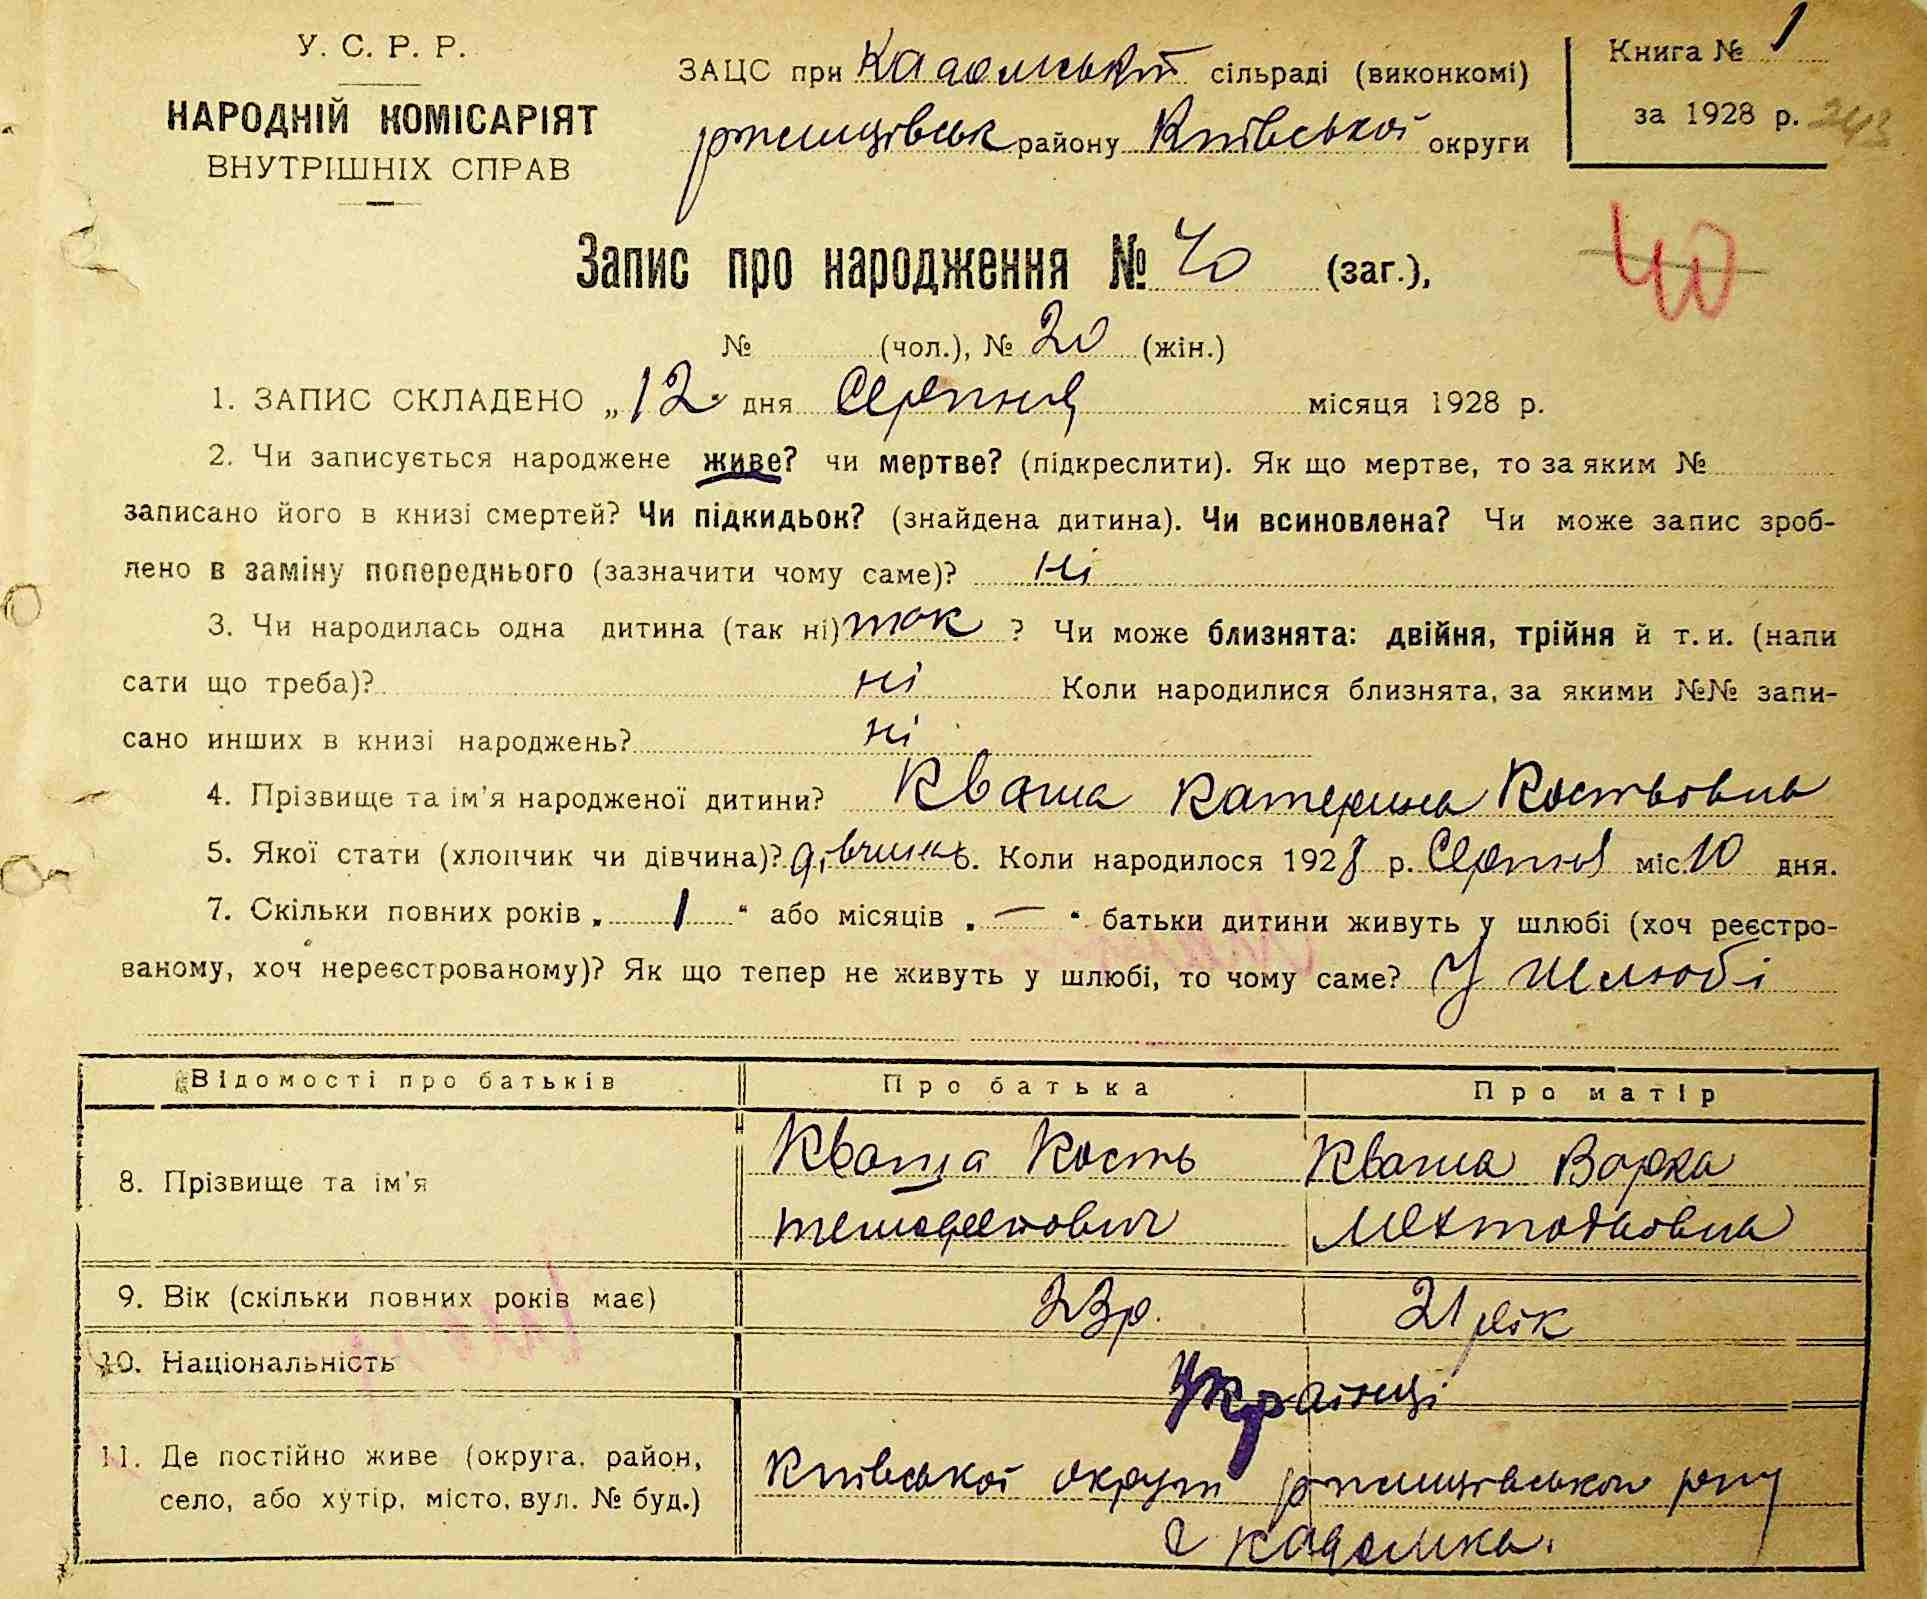 У. С. Р. Р.
НАРОДНІЙ КОМІСАРІЯТ
ВНУТРІШНІХ СПРАВ
ЗАЦС при Кадомській сільраді (виконкомі)
ржищівськ району Київської округи
Книга № 1
за 1928 р. 243
Запис про народження № 40 (заг.),
40
№ (чол.), № 20 (жін.)
1. ЗАПИС СКЛАДЕНО „12" дня Серпня місяця 1928 р.
2. Чи записується народжене живе? чи мертве? (підкреслити). Як що мертве, то за яким №
записано його в книзі смертей? Чи підкидьок? (знайдена дитина). Чи всиновлена? Чи може запис зроб-
лено в заміну попереднього (зазначити чому саме)? ні
3. Чи народилась одна дитина (так ні) так ? Чи може близнята: двійня, трійня й т. и. (напи
сати що треба)? ні Коли народилися близнята, за якими №№ запи-
сано инших в книзі народжень? ні
4. Прізвище та ім'я народженої дитини? Кваша Катерина Костьовна
5. Якої стати (хлопчик чи дівчина)? дівчина 6. Коли народилося 1928 р. Серпня міс. 10 дня.
7. Скільки повних років „ 1 " або місяців „ — " батьки дитини живуть у шлюбі (хоч реєстро-
ваному, хоч нереєстрованому)? Як що тепер не живуть у шлюбі, то чому саме? У шлюбі
Відомості про батьків Про батька Про матір
8. Прізвище та ім'я Кваша Кость Кваша Варка
9. Вік (скільки повних років має) 23 р. 21 рік
10. Національність Українці
11. Де постійно живе (округа, район, Київської округи ржищівського р-ну
село, або хутір, місто, вул. № буд.) с Кадомка.